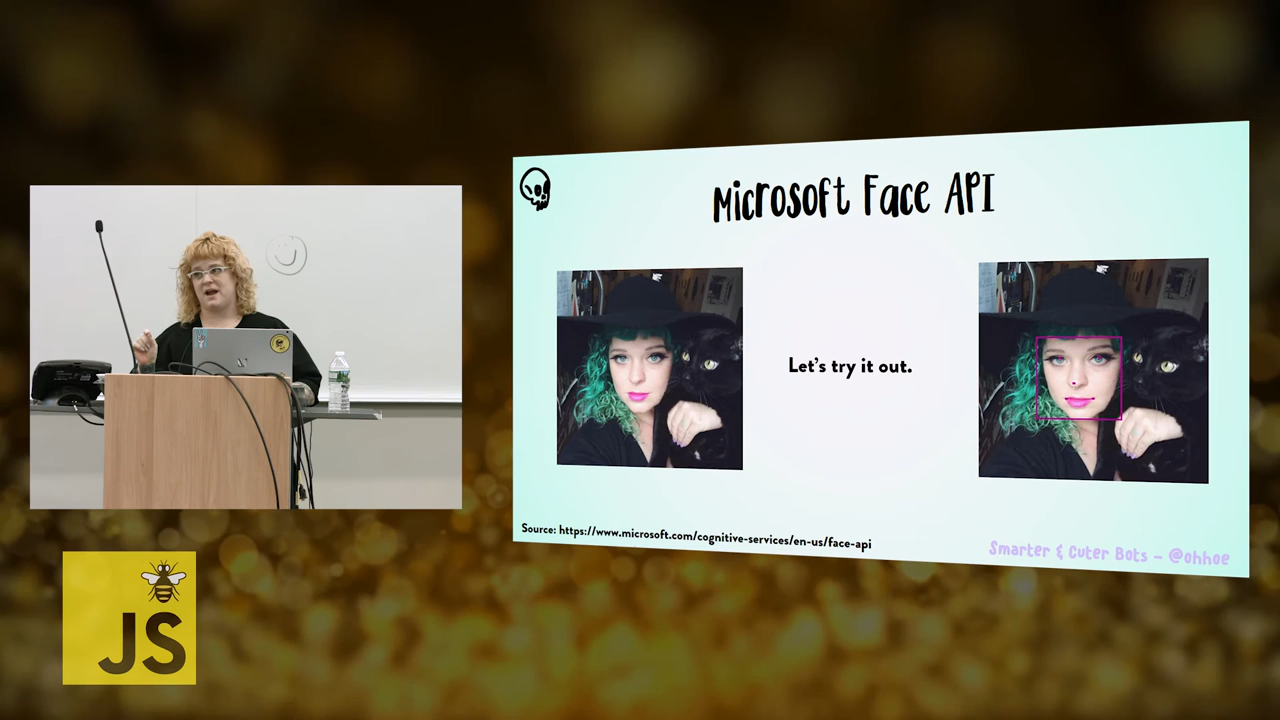 Microsoft Face API
Let's try it out.
Source: https://www.microsoft.com/cognitive-services/en-us/face-api
Smarter & Cuter Bots – @ohhoe
JS